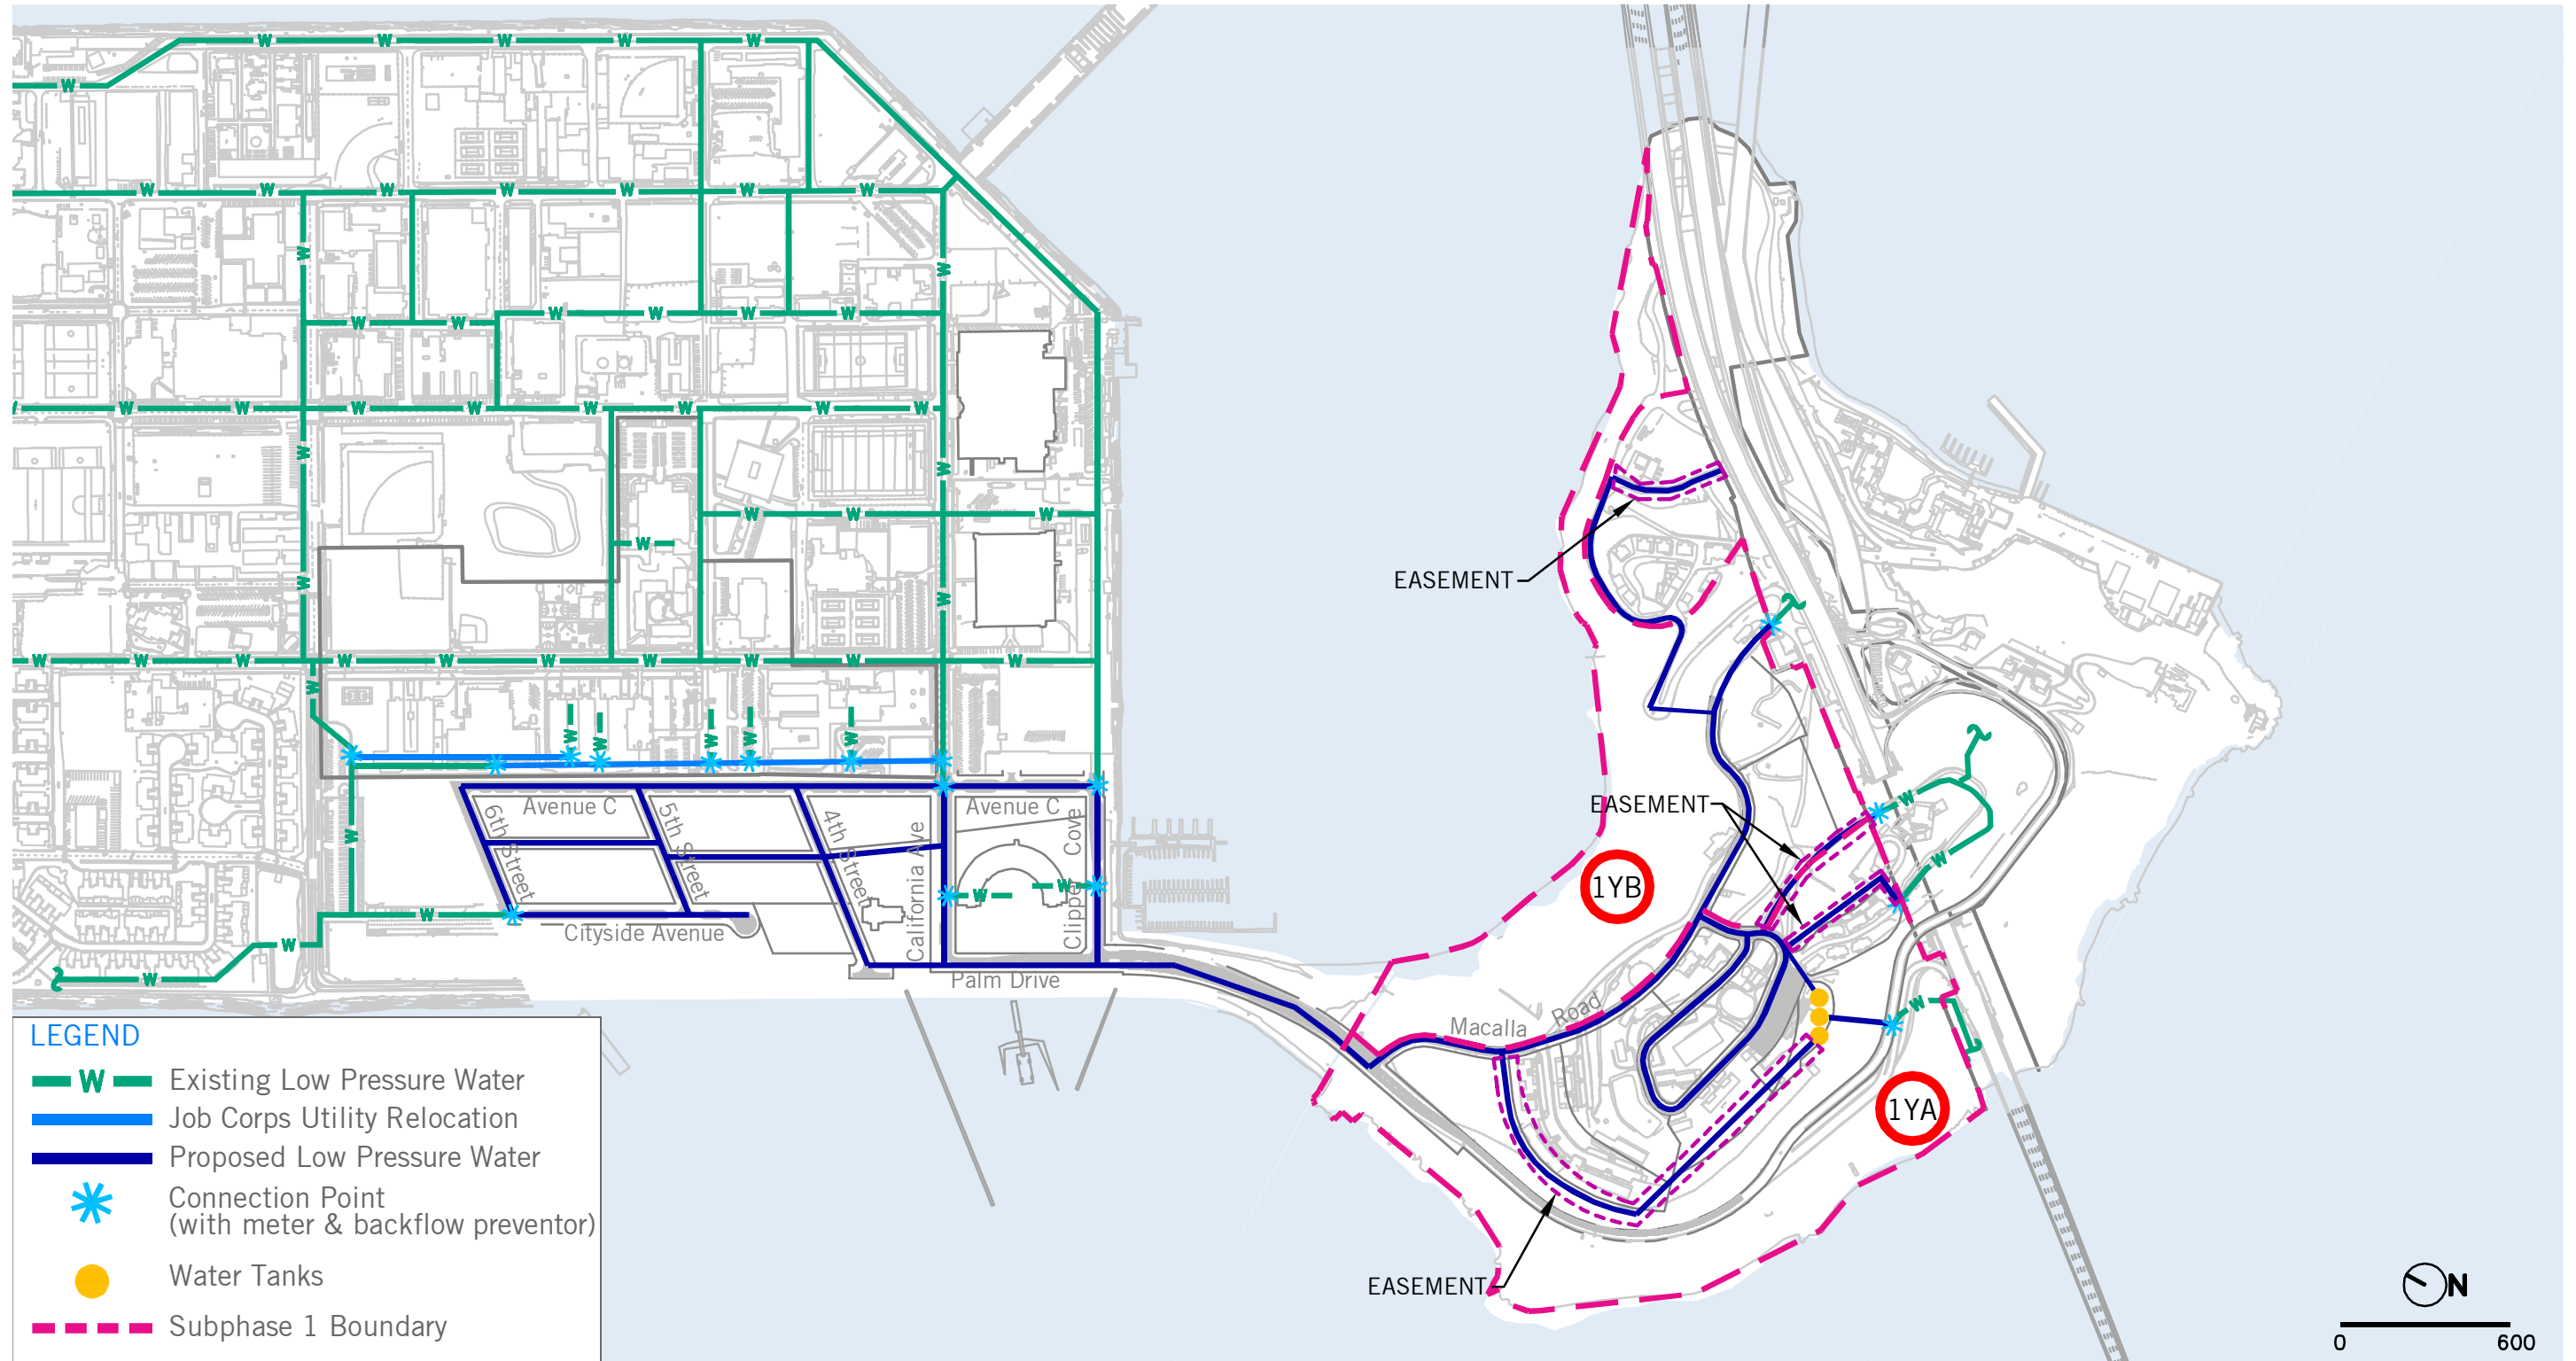 EASEMENT
EASEMENT
1YB
Avenue C
Avenue C
6th Street
5th Street
4th Street
California Ave
Clipper Cove
Cityside Avenue
Palm Drive
Macalla Road
1YA
EASEMENT
LEGEND
W Existing Low Pressure Water
Job Corps Utility Relocation
Proposed Low Pressure Water
Connection Point
(with meter & backflow preventor)
Water Tanks
Subphase 1 Boundary
N
0 600